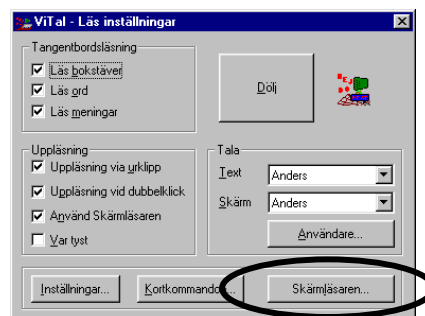 ViTal - Läs inställningar
Tangentbordsläsning
Läs bokstäver
Läs ord
Läs meningar
Dölj
Uppläsning
Uppläsning via urklipp
Uppläsning vid dubbelklick
Använd Skärmläsaren
Var tyst
Tala
Text Anders
Skärm Anders
Användare...
Inställningar... Kortkommandon... Skärmläsaren...